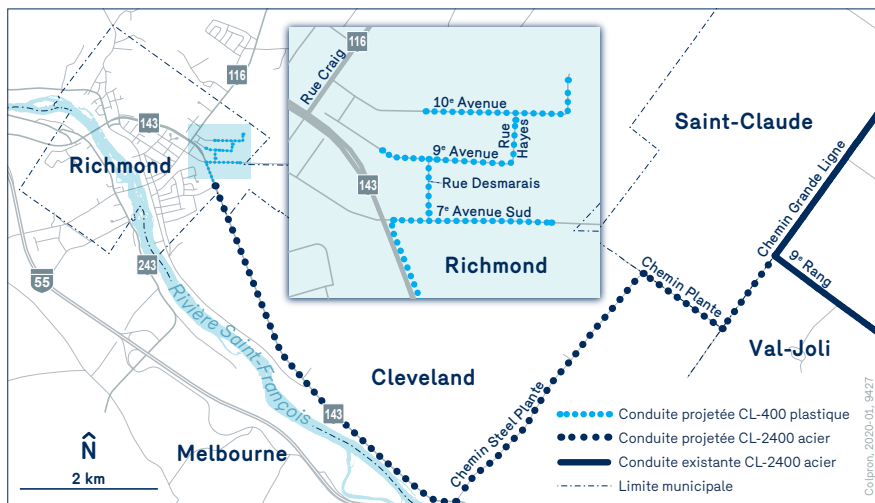 116
143
Richmond
243
55
Rivière Saint-François
143
Cleveland
Melbourne
N
2 km
116
Rue Craig
10e Avenue
Rue
Hayes
9e Avenue
143
Rue Desmarais
7e Avenue Sud
Richmond
Saint-Claude
Chemin Grande Ligne
9e Rang
Chemin Plante
Val-Joli
Chemin Steel Plante
Conduite projetée CL-400 plastique
Conduite projetée CL-2400 acier
Conduite existante CL-2400 acier
Limite municipale
Colpron, 2020-01, 9427